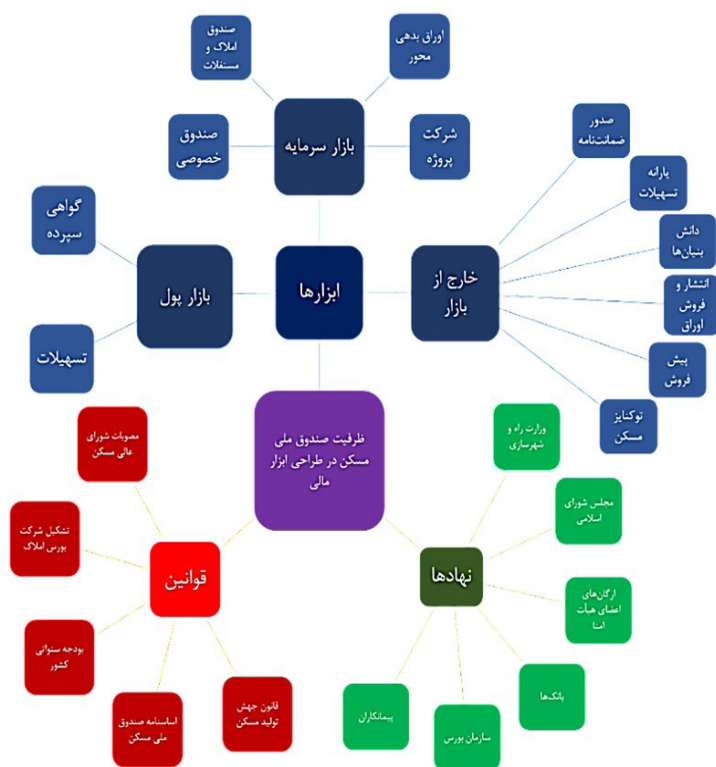 صندوق
املاک و
مستغلات
اوراق بدهی
محور
بازار سرمایه
صندوق
خصوصی
شرکت
پروژه
صدور
ضمانت‌نامه
یارانه
تسهیلات
دانش
بنیان‌ها
انتشار و
فروش
اوراق
پیش
فروش
توکنایز
مسکن
خارج از
بازار
ابزارها
بازار پول
گواهی
سپرده
تسهیلات
ظرفیت صندوق ملی
مسکن در طراحی ابزار
مالی
وزارت راه و
شهرسازی
مجلس شورای
اسلامی
ارگان‌های
اعضای هیأت
امنا
بانک‌ها
سازمان بورس
پیمانکاران
نهادها
قوانین
مصوبات شورای
عالی مسکن
تشکیل شرکت
بورس املاک
بودجه سنواتی
کشور
اساسنامه صندوق
ملی مسکن
قانون جهش
تولید مسکن